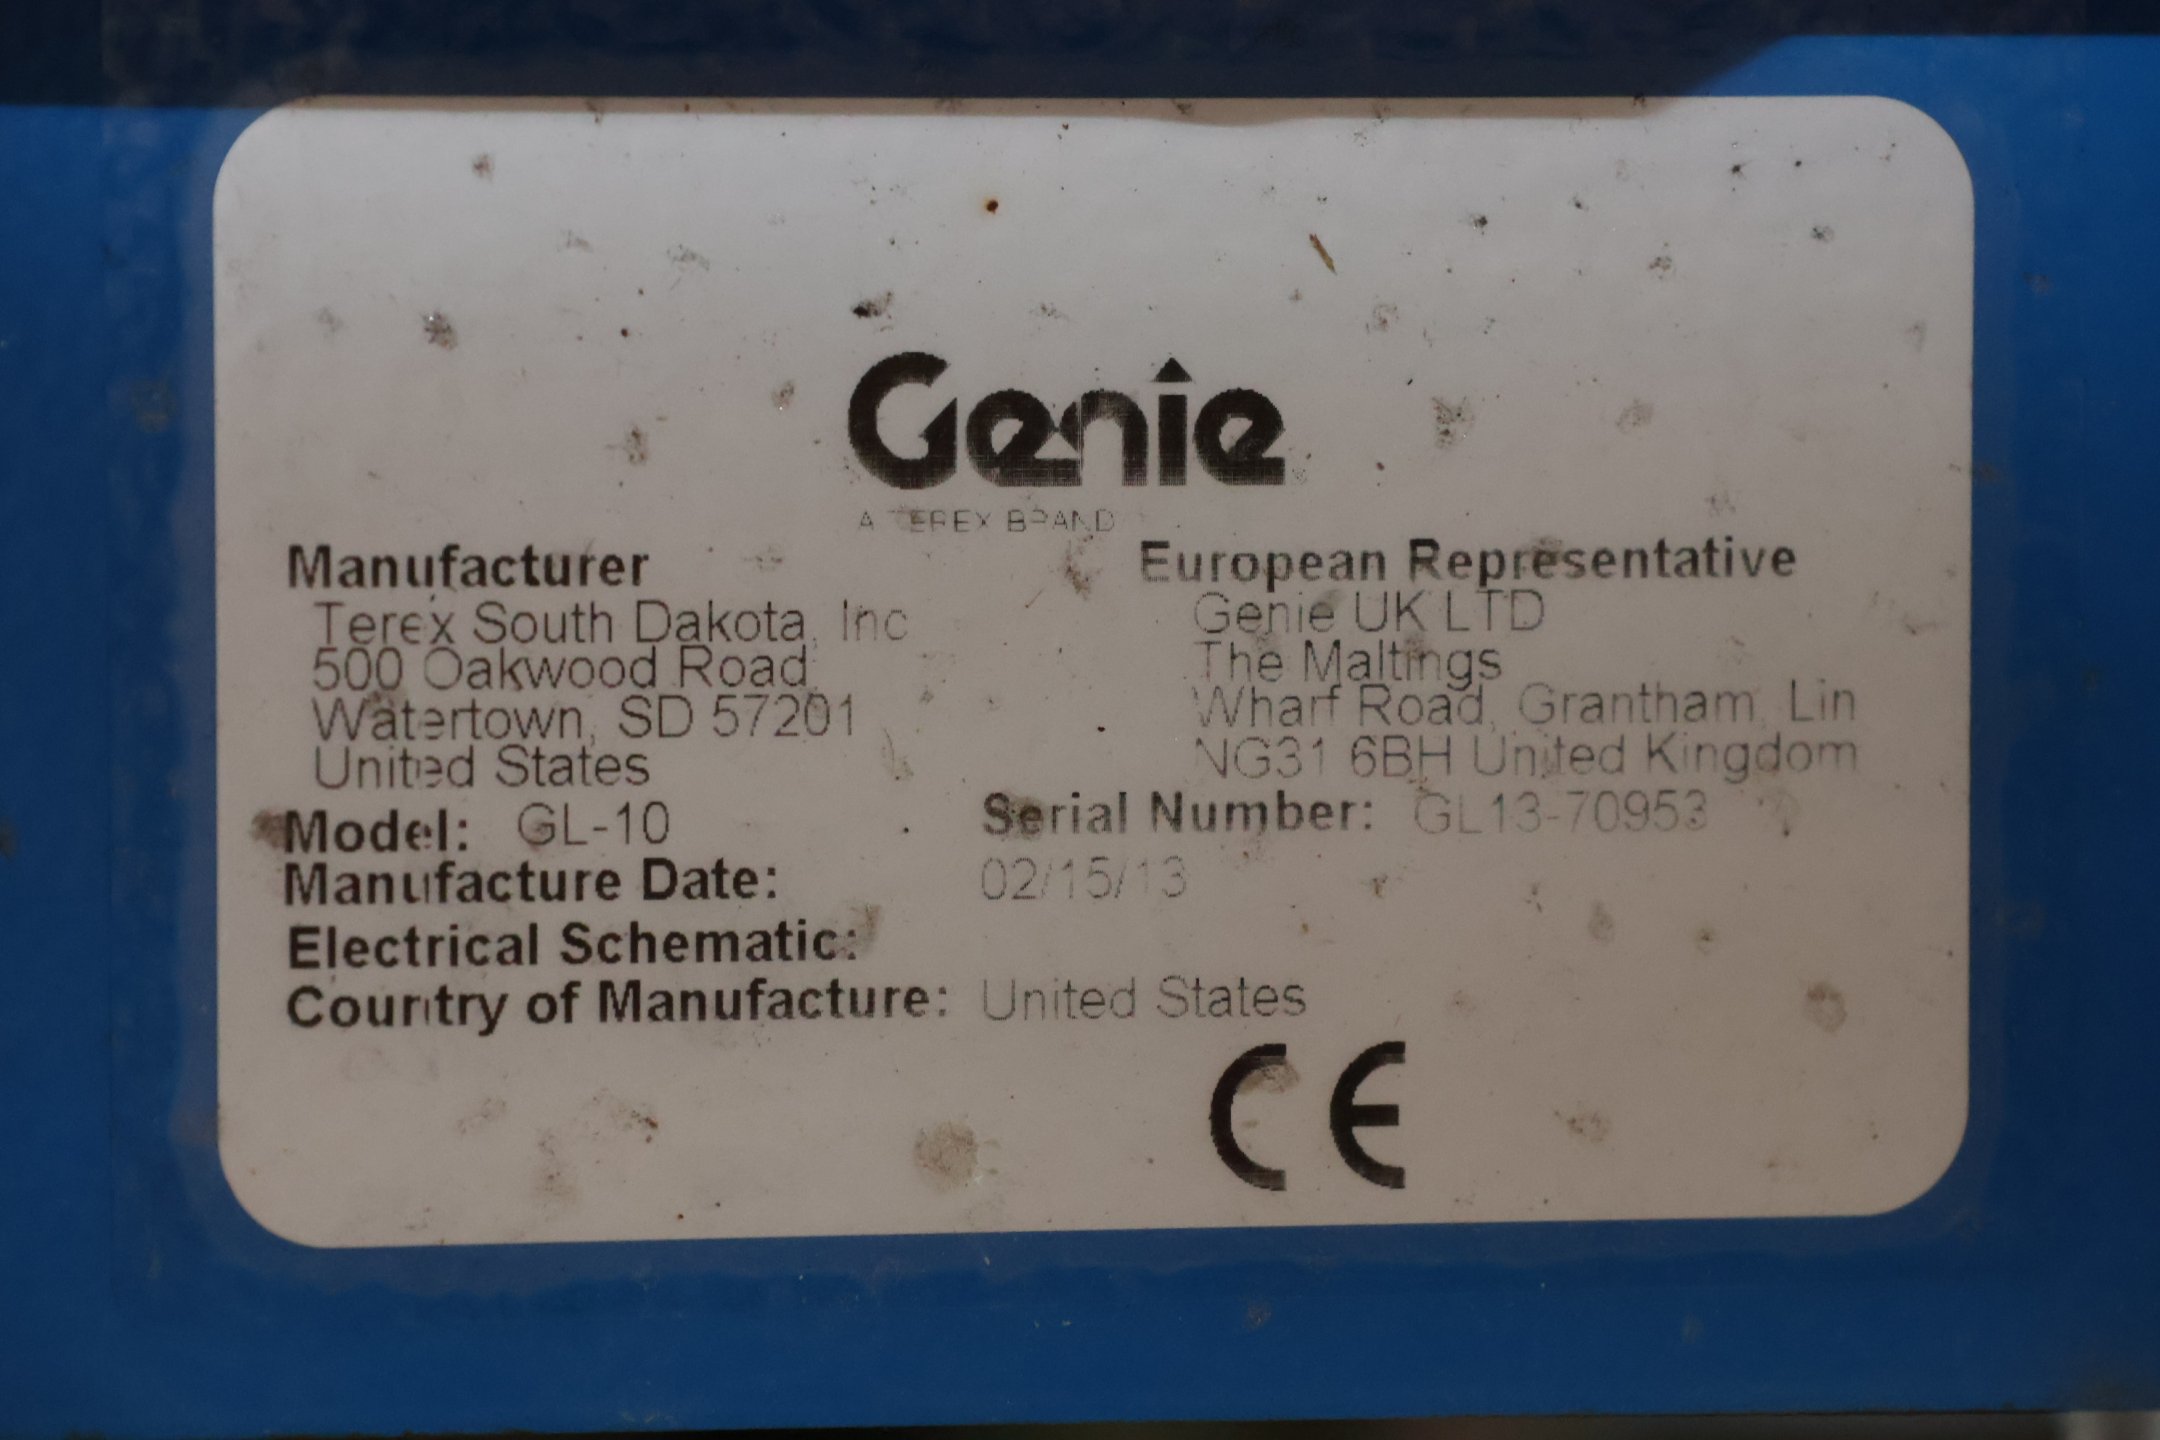 Genie
A TEREX BRAND
Manufacturer
Terex South Dakota, Inc
500 Oakwood Road
Watertown, SD 57201
United States
European Representative
Genie UK LTD
The Maltings
Wharf Road, Grantham, Lin
NG31 6BH United Kingdom
Model: GL-10
Serial Number: GL13-70953
Manufacture Date: 02/15/13
Electrical Schematic:
Country of Manufacture: United States
CE